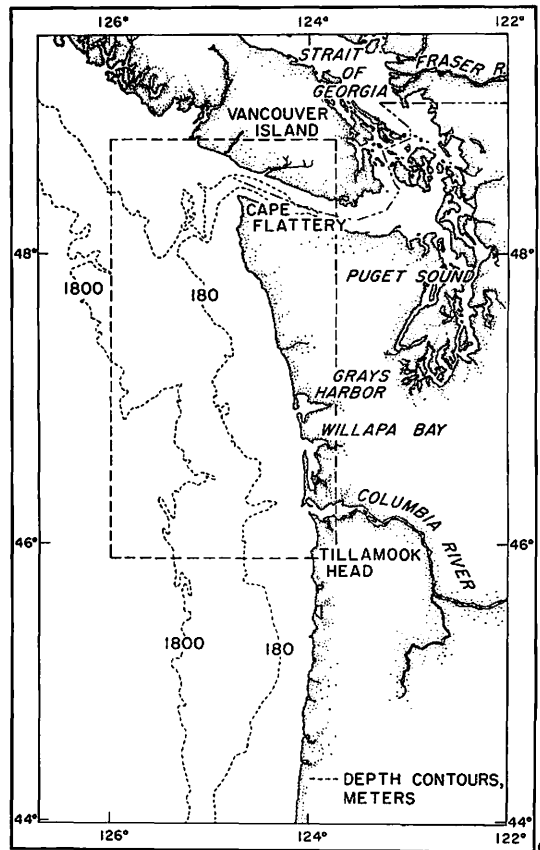 126° 124° 122°
STRAIT
OF
GEORGIA
FRASER R
VANCOUVER
ISLAND
CAPE
FLATTERY
48° 48°
1800 180
PUGET SOUND
GRAYS
HARBOR
WILLAPA BAY
COLUMBIA
RIVER
46° 46°
TILLAMOOK
HEAD
1800 180
DEPTH CONTOURS,
METERS
44° 44°
126° 124° 122°